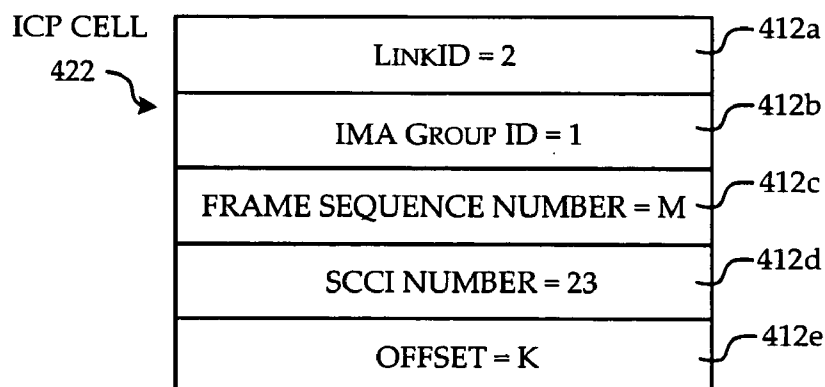 ICP CELL
422
LINKID = 2
412a
IMA GROUP ID = 1
412b
FRAME SEQUENCE NUMBER = M
412c
SCCI NUMBER = 23
412d
OFFSET = K
412e